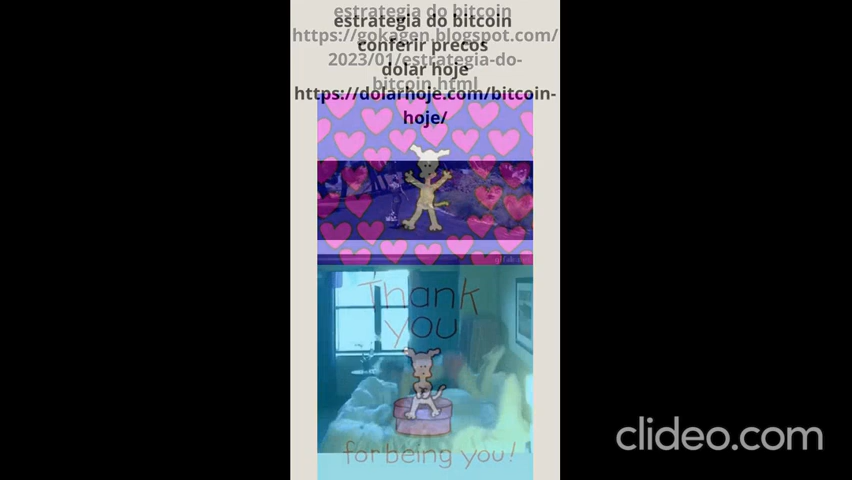 estrategia do bitcoin
estrategia do bitcoin
https://gokagen.blogspot.com/
conferir precos
2023/01/estrategia-do-
dolar hoje
bitcoin.html
https://dolarhoje.com/bitcoin-
hoje/
Thank
you
for being you!
clideo.com